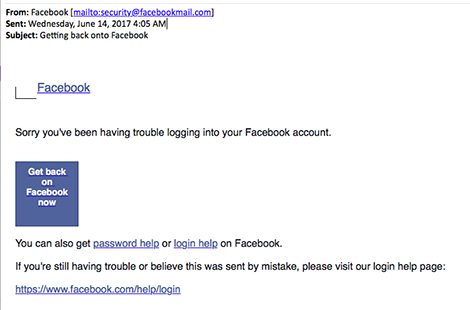 From: Facebook [mailto:security@facebookmail.com]
Sent: Wednesday, June 14, 2017 4:05 AM
Subject: Getting back onto Facebook
Facebook
Sorry you've been having trouble logging into your Facebook account.
Get back
on
Facebook
now
You can also get password help or login help on Facebook.
If you're still having trouble or believe this was sent by mistake, please visit our login help page:
https://www.facebook.com/help/login